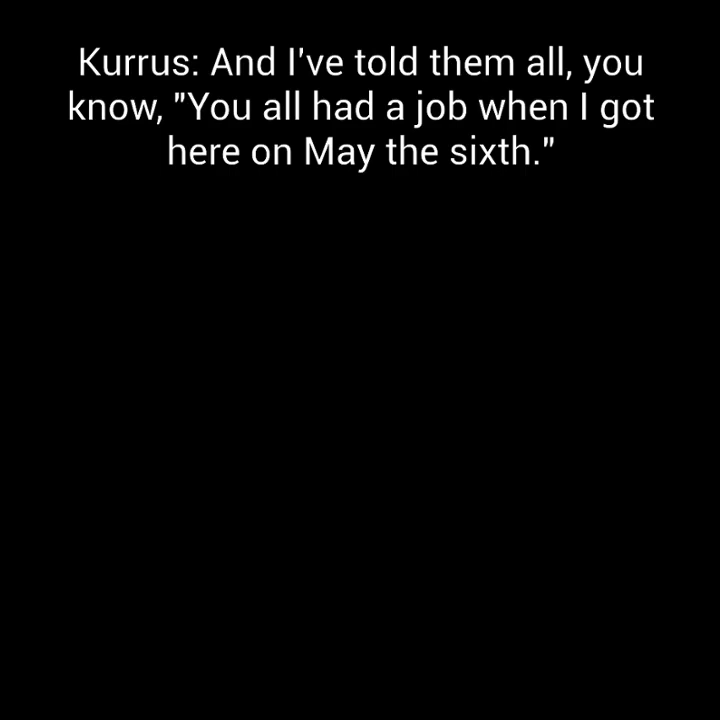 Kurrus: And I've told them all, you
know, "You all had a job when I got
here on May the sixth."